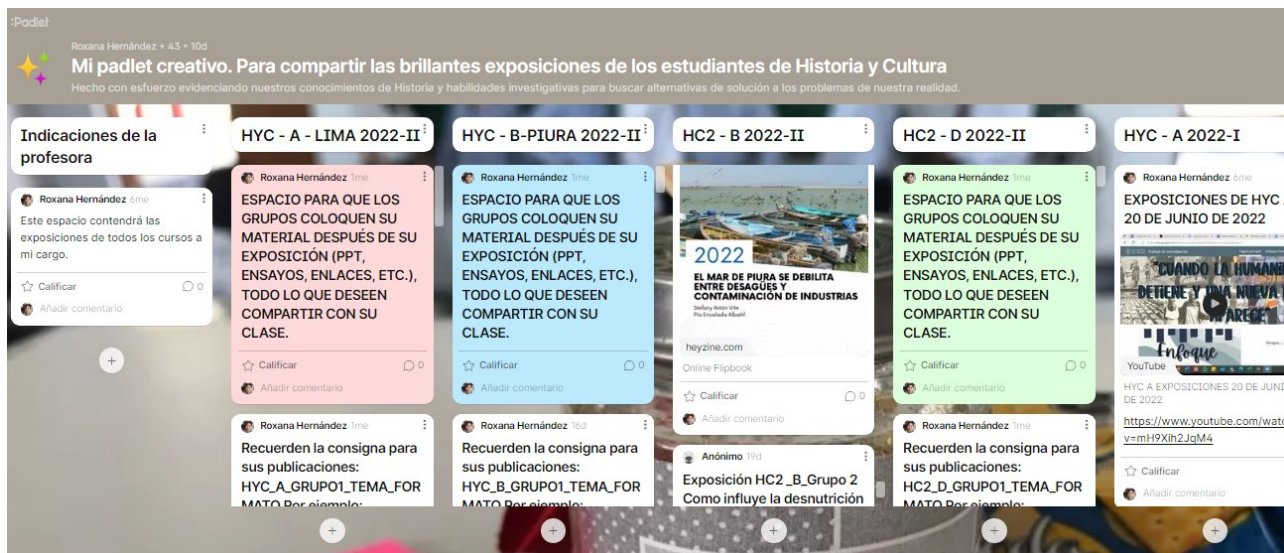 :Padlet
Roxana Hernández + 43 • 10d
Mi padlet creativo. Para compartir las brillantes exposiciones de los estudiantes de Historia y Cultura
Hecho con esfuerzo evidenciando nuestros conocimientos de Historia y habilidades investigativas para buscar alternativas de solución a los problemas de nuestra realidad.
Indicaciones de la
profesora
Roxana Hernández 6me
Este espacio contendrá las
exposiciones de todos los cursos a
mi cargo.
Calificar 0
Añadir comentario
HYC - A - LIMA 2022-II
Roxana Hernández 1me
ESPACIO PARA QUE LOS
GRUPOS COLOQUEN SU
MATERIAL DESPUÉS DE SU
EXPOSICIÓN (PPT,
ENSAYOS, ENLACES, ETC.),
TODO LO QUE DESEEN
COMPARTIR CON SU
CLASE.
Calificar 0
Añadir comentario
Roxana Hernández 1me
Recuerden la consigna para
sus publicaciones:
HYC_A_GRUPO1_TEMA_FOR
MATO Por ejemplo:
HYC - B-PIURA 2022-II
Roxana Hernández 1me
ESPACIO PARA QUE LOS
GRUPOS COLOQUEN SU
MATERIAL DESPUÉS DE SU
EXPOSICIÓN (PPT,
ENSAYOS, ENLACES, ETC.),
TODO LO QUE DESEEN
COMPARTIR CON SU
CLASE.
Calificar 0
Añadir comentario
Roxana Hernández 16d
Recuerden la consigna para
sus publicaciones:
HYC_B_GRUPO1_TEMA_FOR
MATO Por ejemplo:
HC2 - B 2022-II
2022
EL MAR DE PIURA SE DEBILITA
ENTRE DESAGÜES Y
CONTAMINACIÓN DE INDUSTRIAS
heyzine.com
Online Flipbook
Calificar 0
Añadir comentario
Anónimo 19d
Exposición HC2 _B_Grupo 2
Como influye la desnutrición
HC2 - D 2022-II
Roxana Hernández 1me
ESPACIO PARA QUE LOS
GRUPOS COLOQUEN SU
MATERIAL DESPUÉS DE SU
EXPOSICIÓN (PPT,
ENSAYOS, ENLACES, ETC.),
TODO LO QUE DESEEN
COMPARTIR CON SU
CLASE.
Calificar 0
Añadir comentario
Roxana Hernández 1me
Recuerden la consigna para
sus publicaciones:
HC2_D_GRUPO1_TEMA_FOR
MATO Por ejemplo:
HYC - A 2022-I
Roxana Hernández 6me
EXPOSICIONES DE HYC
20 DE JUNIO DE 2022
"CUANDO LA
DETIENE Y UNA NUEVA
APARECE"
Enfoque
YouTube
HYC A EXPOSICIONES 20 DE JUNI
DE 2022
https://www.youtube.com/watc
v=mH9Xih2JqM4
Calificar
Añadir comentario